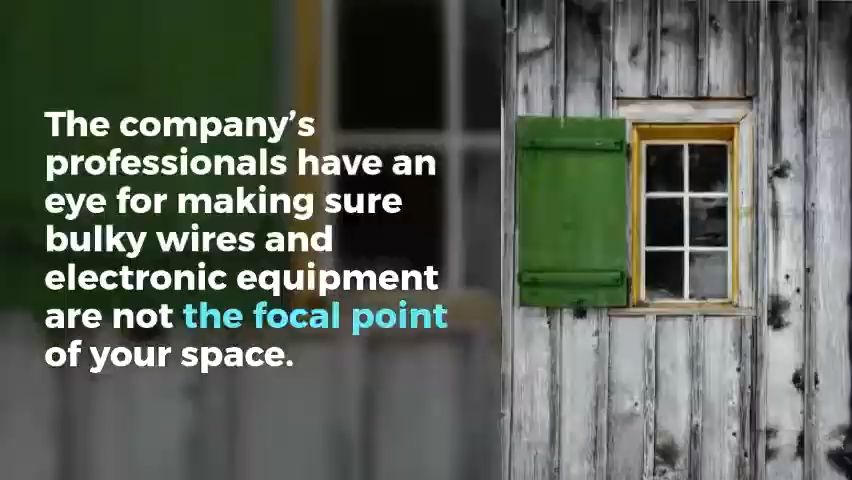 The company’s
professionals have an
eye for making sure
bulky wires and
electronic equipment
are not the focal point
of your space.